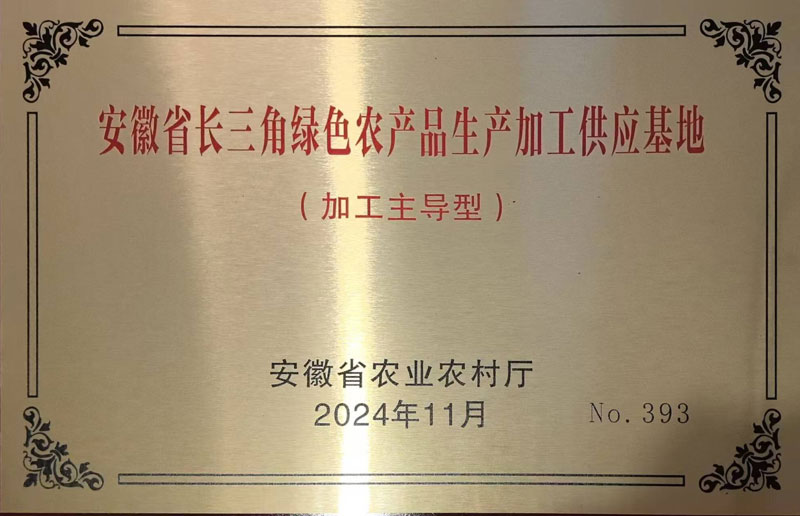 安徽省长三角绿色农产品生产加工供应基地
（加工主导型）
安徽省农业农村厅
2024年11月
No.393